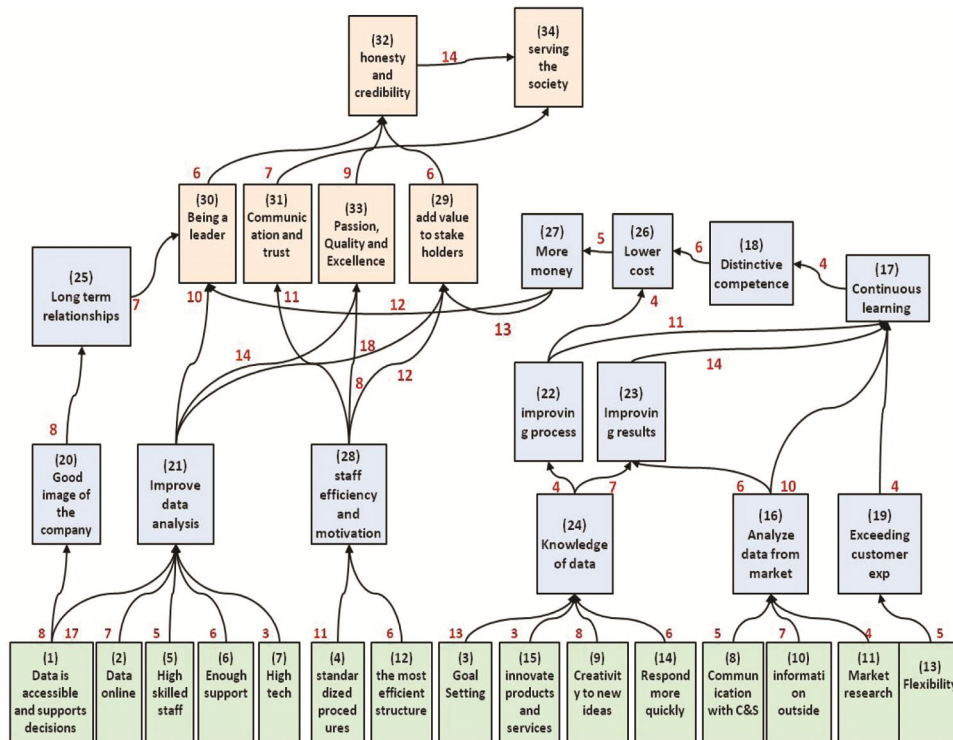 (32)
honesty
and
credibility
14
(34)
serving
the
society
6
7
9
6
(30)
Being a
leader
(31)
Communic
ation and
trust
(33)
Passion,
Quality and
Excellence
(29)
add value
to stake
holders
(27)
More
money
5
(26)
Lower
cost
6
(18)
Distinctive
competence
4
(17)
Continuous
learning
(25)
Long term
relationships
7
10
11
12
13
4
11
14
18
14
8
12
8
(22)
improvin
g process
(23)
Improvin
g results
(20)
Good
image of
the
company
(21)
Improve
data
analysis
(28)
staff
efficiency
and
motivation
4
7
6
10
4
(24)
Knowledge
of data
(16)
Analyze
data from
market
(19)
Exceeding
customer
exp
8
17
7
5
6
3
11
6
13
3
8
6
5
7
4
5
(1)
Data is
accessible
and supports
decisions
(2)
Data
online
(5)
High
skilled
staff
(6)
Enough
support
(7)
High
tech
(4)
standar
dized
proced
ures
(12)
the most
efficient
structure
(3)
Goal
Setting
(15)
innovate
products
and
services
(9)
Creativit
y to new
ideas
(14)
Respond
more
quickly
(8)
Commun
ication
with C&S
(10)
informati
on
outside
(11)
Market
research
(13)
Flexibility